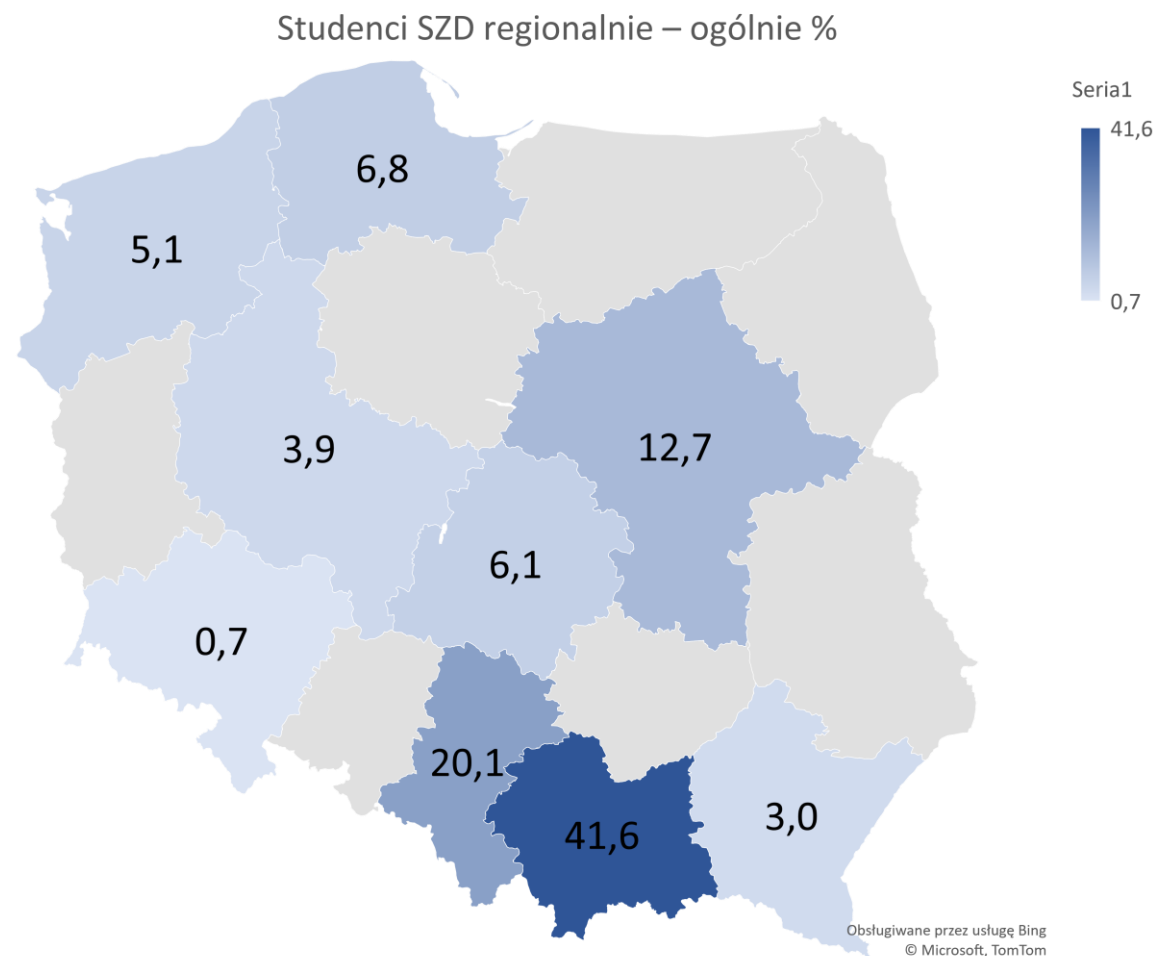 Studenci SZD regionalnie – ogólnie %
Seria1
41,6
0,7
6,8
5,1
3,9
12,7
6,1
0,7
20,1
41,6
3,0
Obsługiwane przez usługę Bing
© Microsoft, TomTom